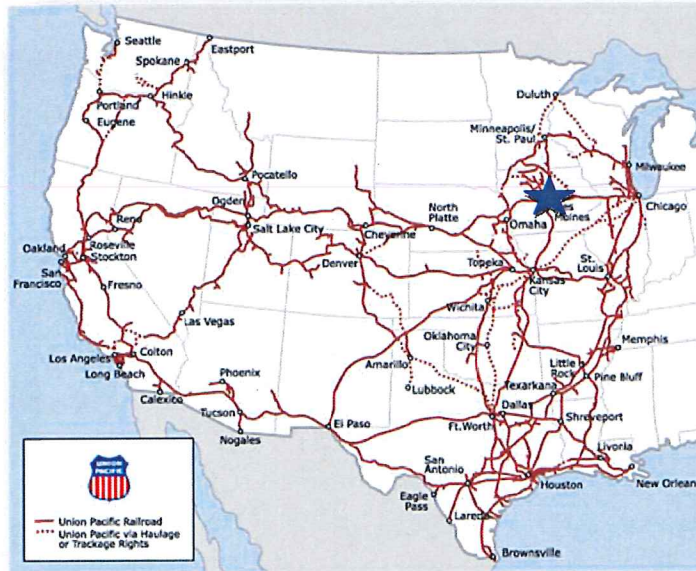 Seattle
Eastport
Spokane
Hinkle
Portland
Eugene
Duluth
Minneapolis/
St. Paul
Milwaukee
Chicago
Pocatello
Ogden
Salt Lake City
Reno
Roseville
Oakland
Stockton
San
Francisco
Fresno
North
Platte
Cheyenne
Omaha
Moines
Denver
Topeka
Kansas
City
St.
Louis
Las Vegas
Wichita
Oklahoma
City
Los Angeles
Colton
Long Beach
Calexico
Phoenix
Tucson
Nogales
Amarillo
Lubbock
Little
Rock
Memphis
Pine Bluff
Texarkana
El Paso
Ft.Worth
Dallas
Shreveport
San
Antonio
Eagle
Pass
Laredo
Houston
Livonia
New Orlean
Brownsville
UNION
PACIFIC
Union Pacific Railroad
Union Pacific via Haulage
or Trackage Rights